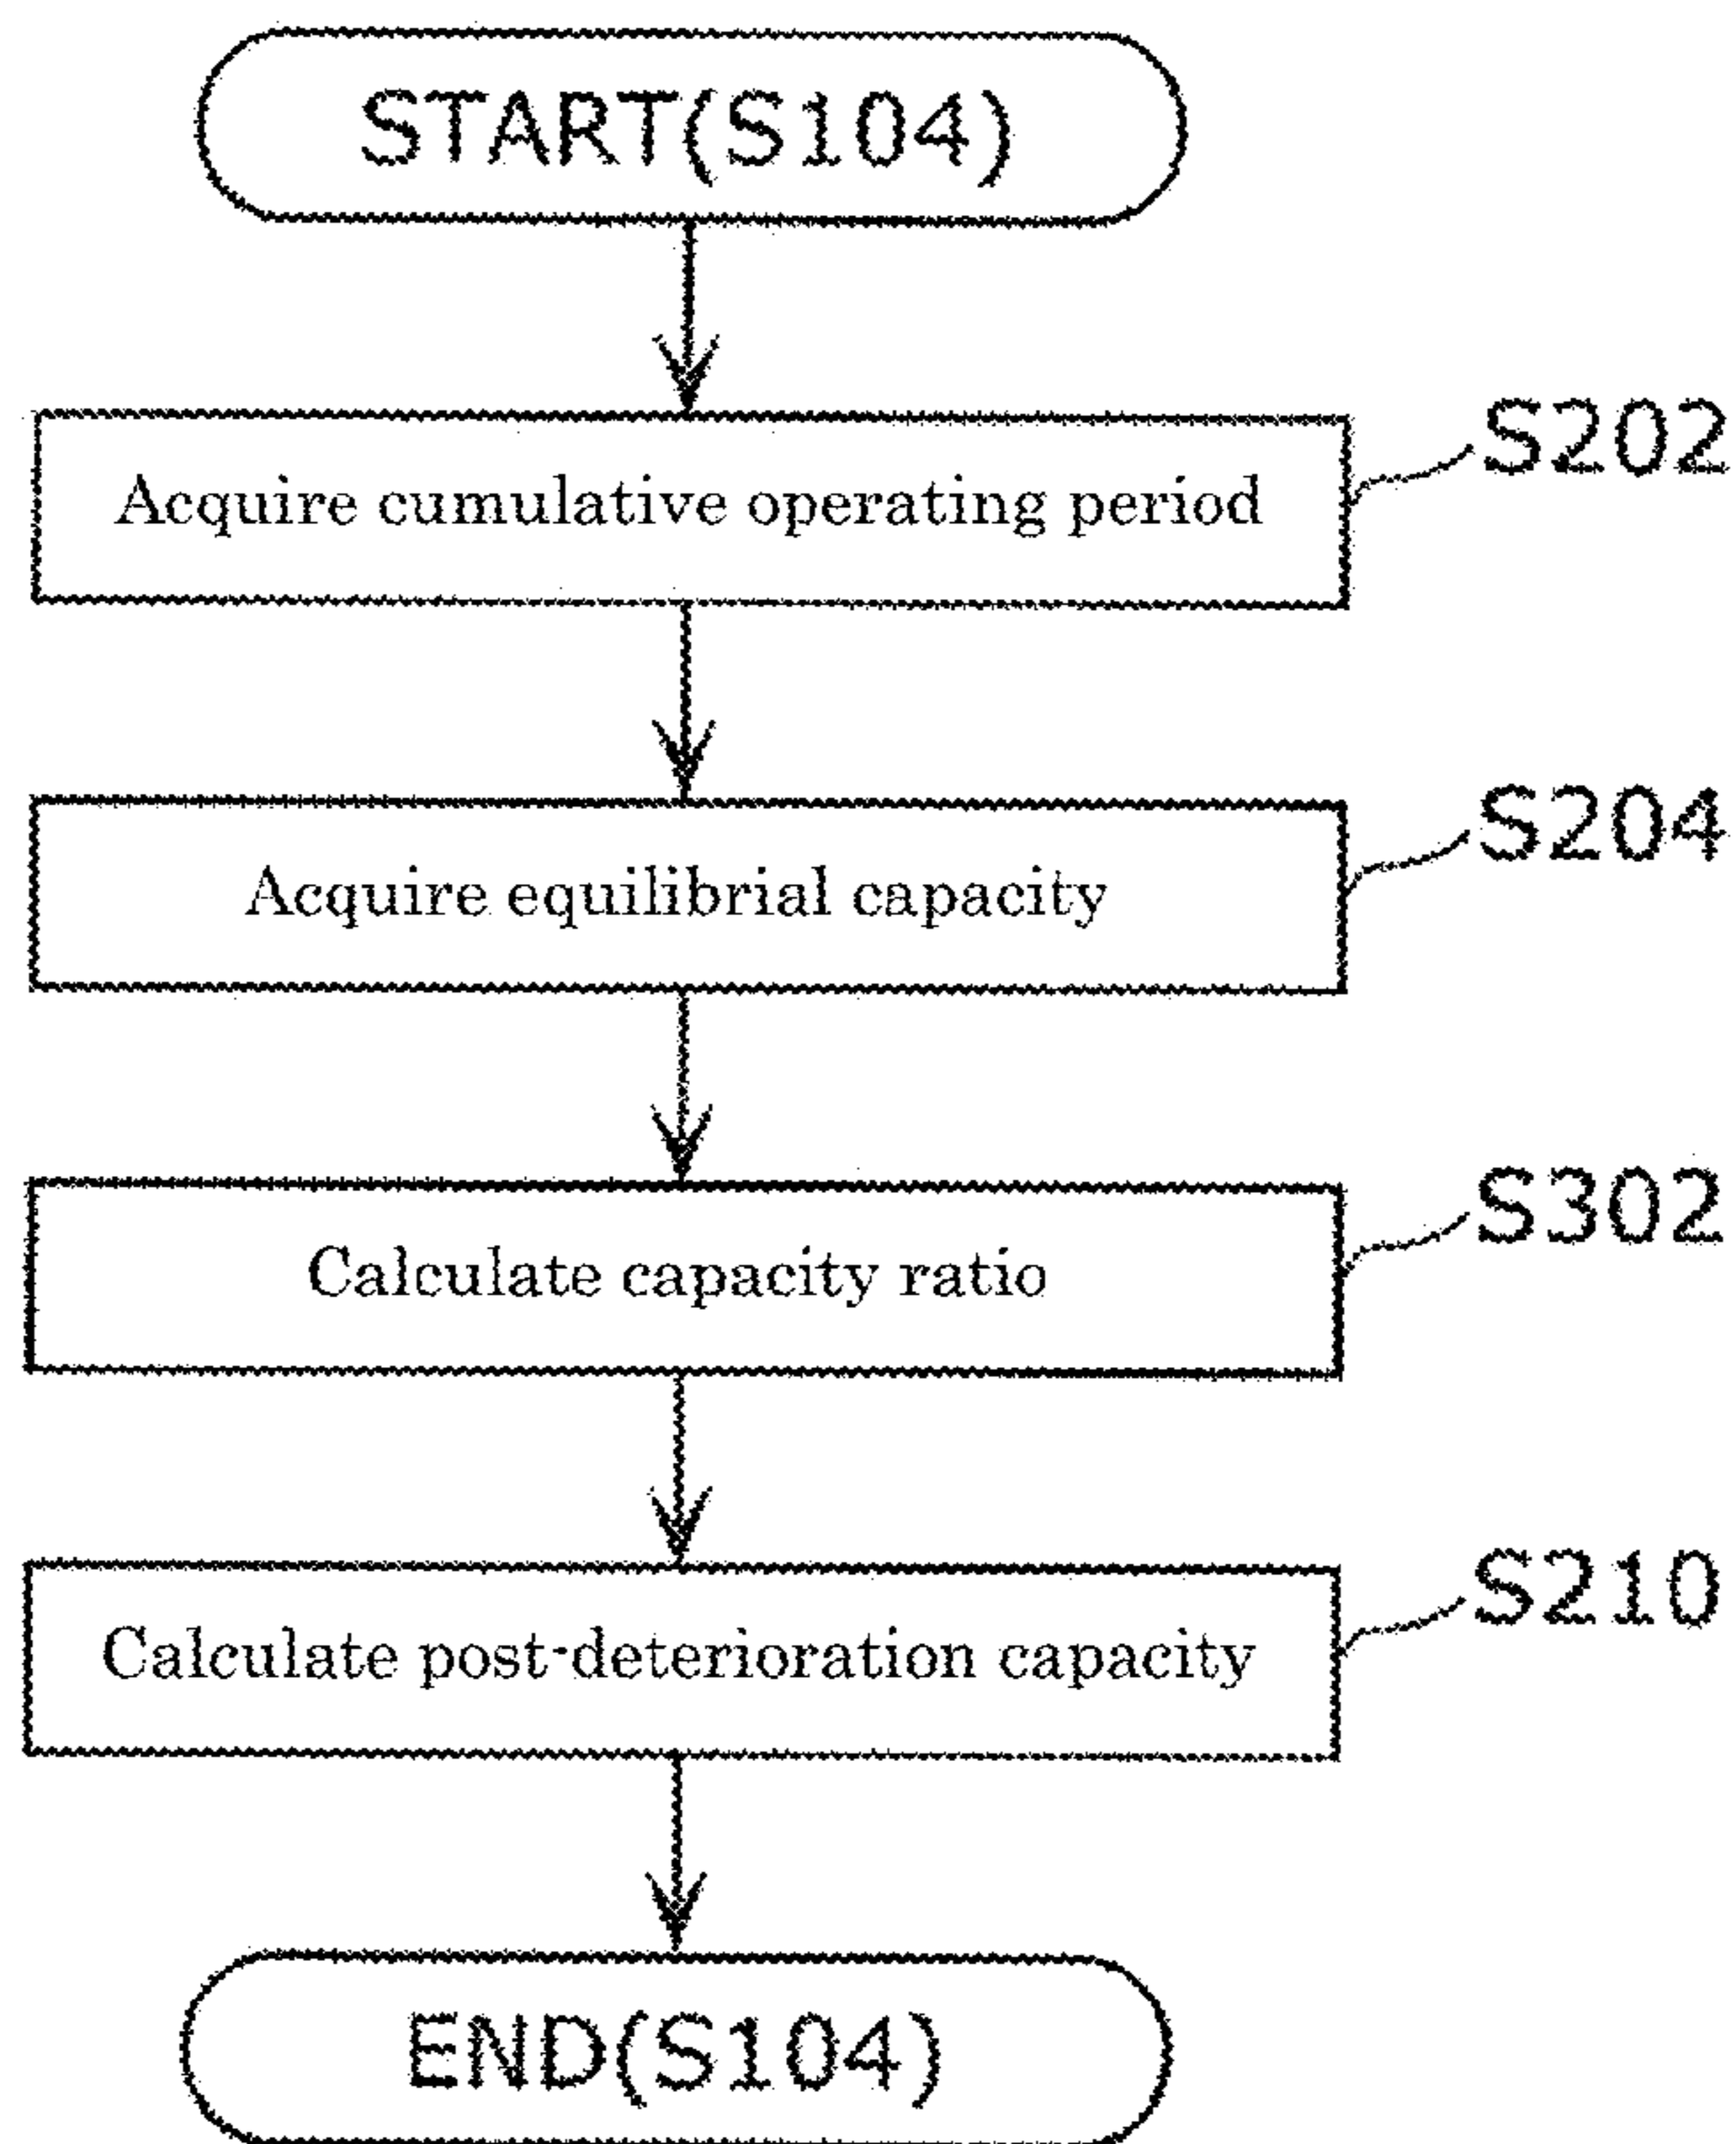 START(S104)
Acquire cumulative operating period
S202
Acquire equilibrial capacity
S204
Calculate capacity ratio
S302
Calculate post-deterioration capacity
S210
END(S104)